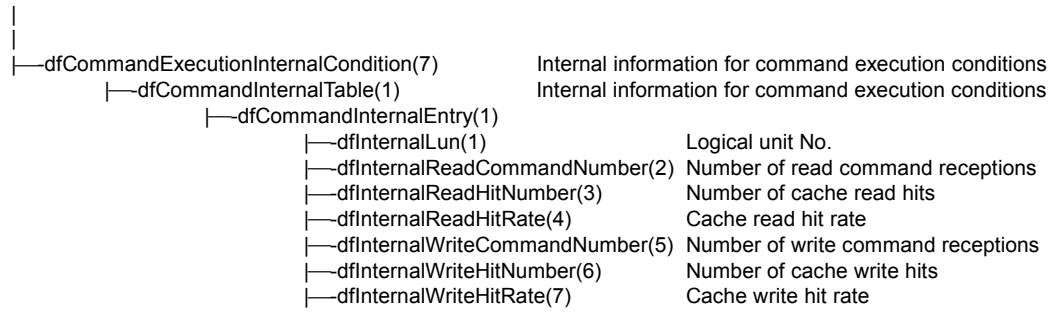 |
|
├──-dfCommandExecutionInternalCondition(7) Internal information for command execution conditions
├──-dfCommandInternalTable(1) Internal information for command execution conditions
├──-dfCommandInternalEntry(1)
├──-dfInternalLun(1) Logical unit No.
├──-dfInternalReadCommandNumber(2) Number of read command receptions
├──-dfInternalReadHitNumber(3) Number of cache read hits
├──-dfInternalReadHitRate(4) Cache read hit rate
├──-dfInternalWriteCommandNumber(5) Number of write command receptions
├──-dfInternalWriteHitNumber(6) Number of cache write hits
├──-dfInternalWriteHitRate(7) Cache write hit rate